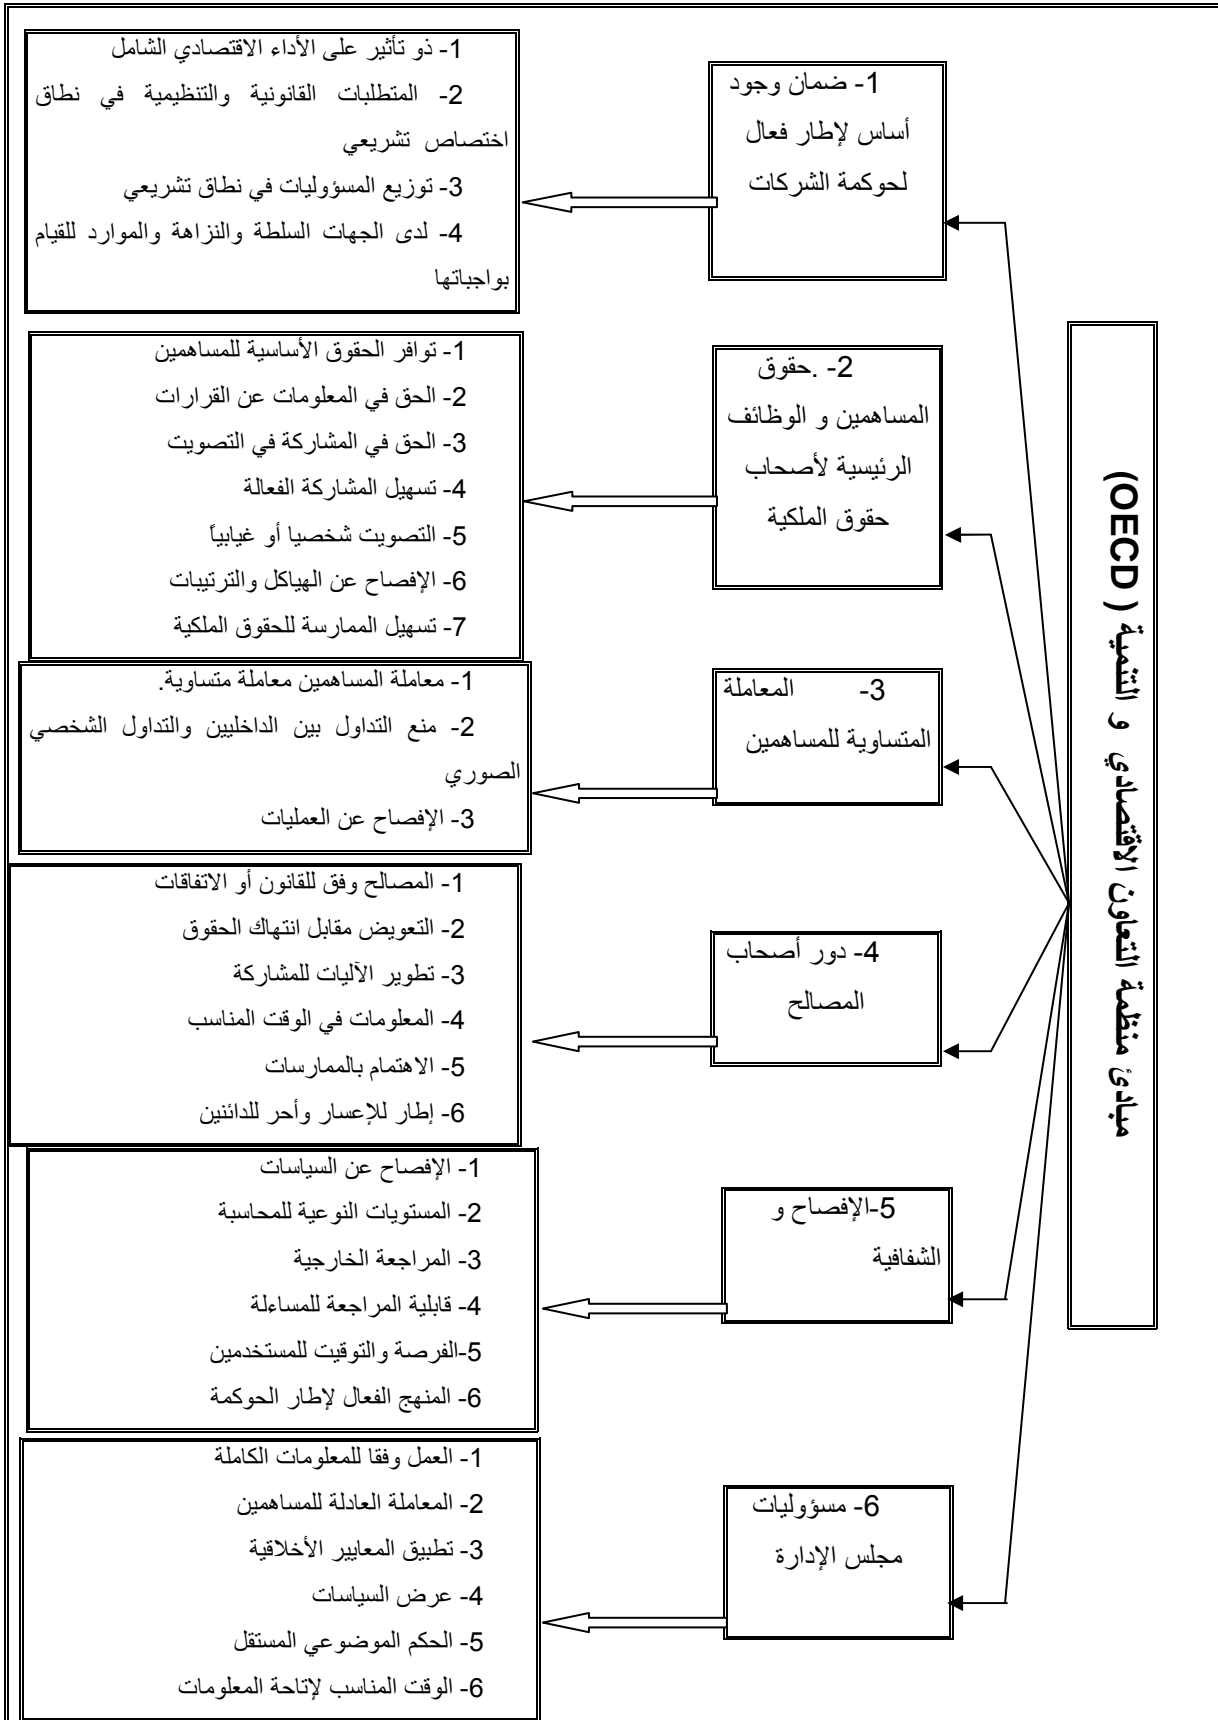 مبادئ منظمة التعاون الاقتصادي و التنمية ( OECD)
1- ضمان وجود
أساس لإطار فعال
لحوكمة الشركات
1- ذو تأثير على الأداء الاقتصادي الشامل
2- المتطلبات القانونية والتنظيمية في نطاق
اختصاص تشريعي
3- توزيع المسؤوليات في نطاق تشريعي
4- لدى الجهات السلطة والنزاهة والموارد للقيام
بواجباتها
2- .حقوق
المساهمين و الوظائف
الرئيسية لأصحاب
حقوق الملكية
1- توافر الحقوق الأساسية للمساهمين
2- الحق في المعلومات عن القرارات
3- الحق في المشاركة في التصويت
4- تسهيل المشاركة الفعالة
5- التصويت شخصيا أو غيابياً
6- الإفصاح عن الهياكل والترتيبات
7- تسهيل الممارسة للحقوق الملكية
3- المعاملة
المتساوية للمساهمين
1- معاملة المساهمين معاملة متساوية.
2- منع التداول بين الداخليين والتداول الشخصي
الصوري
3- الإفصاح عن العمليات
4- دور أصحاب
المصالح
1- المصالح وفق للقانون أو الاتفاقات
2- التعويض مقابل انتهاك الحقوق
3- تطوير الآليات للمشاركة
4- المعلومات في الوقت المناسب
5- الاهتمام بالممارسات
6- إطار للإعسار وأحر للدائنين
5-الإفصاح و
الشفافية
1- الإفصاح عن السياسات
2- المستويات النوعية للمحاسبة
3- المراجعة الخارجية
4- قابلية المراجعة للمساءلة
5-الفرصة والتوقيت للمستخدمين
6- المنهج الفعال لإطار الحوكمة
6- مسؤوليات
مجلس الإدارة
1- العمل وفقا للمعلومات الكاملة
2- المعاملة العادلة للمساهمين
3- تطبيق المعايير الأخلاقية
4- عرض السياسات
5- الحكم الموضوعي المستقل
6- الوقت المناسب لإتاحة المعلومات